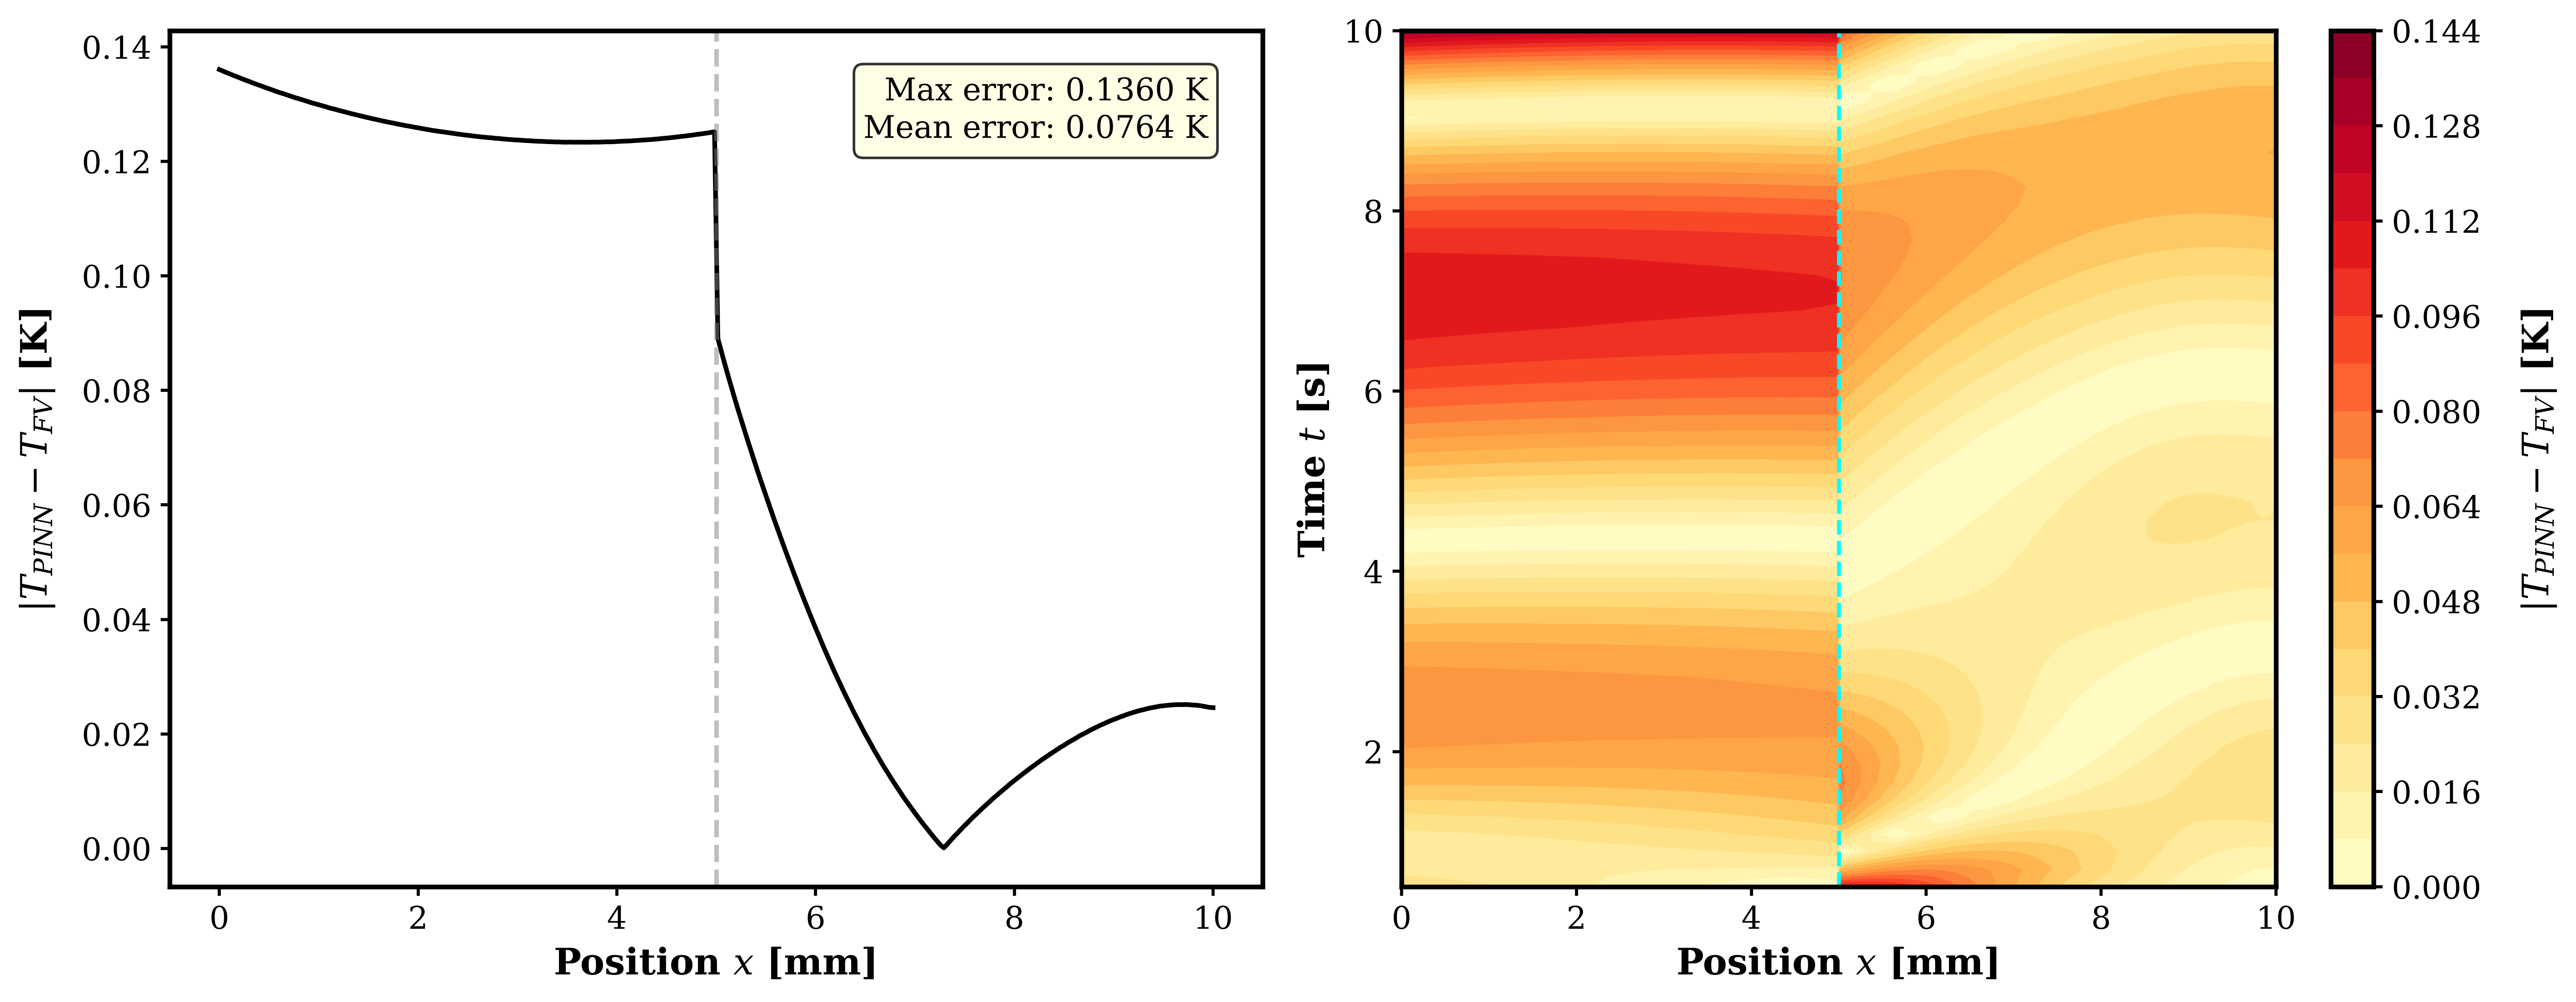 0.14
0.12
0.10
0.08
0.06
0.04
0.02
0.00
|T_PINN − T_FV| [K]
Max error: 0.1360 K
Mean error: 0.0764 K
0 2 4 6 8 10
Position x [mm]
10
8
6
4
2
Time t [s]
0 2 4 6 8 10
Position x [mm]
0.144
0.128
0.112
0.096
0.080
0.064
0.048
0.032
0.016
0.000
|T_PINN − T_FV| [K]